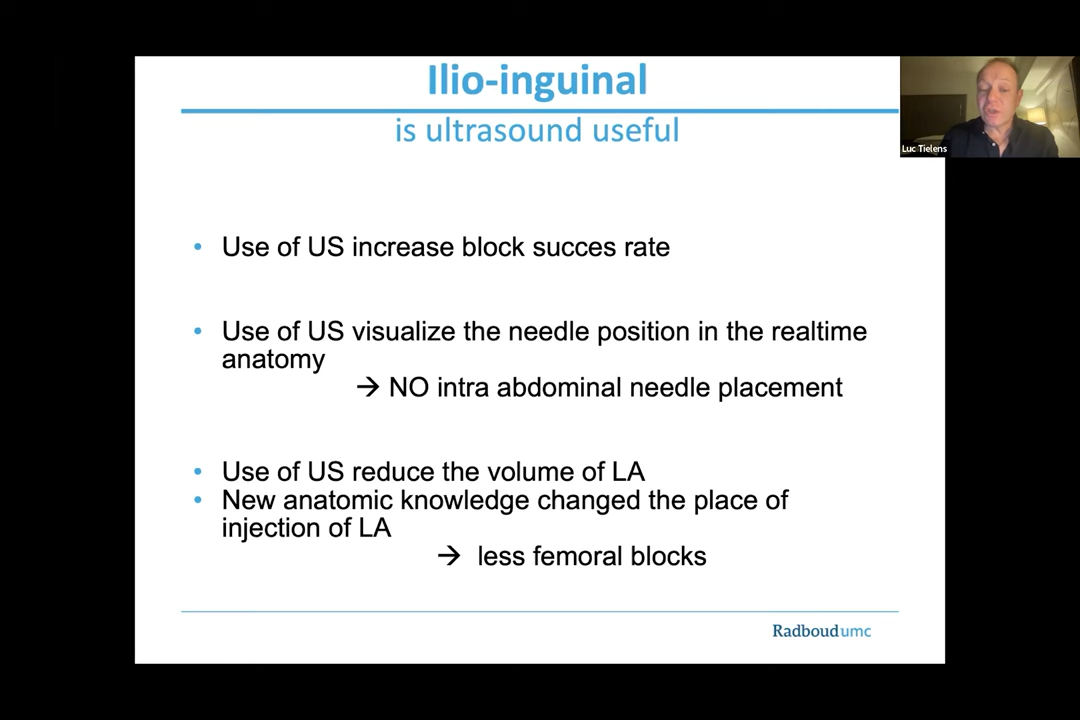 Ilio-inguinal
is ultrasound useful
Luc Tielens
• Use of US increase block succes rate
• Use of US visualize the needle position in the realtime
anatomy
→ NO intra abdominal needle placement
• Use of US reduce the volume of LA
• New anatomic knowledge changed the place of
injection of LA
→ less femoral blocks
Radboudumc